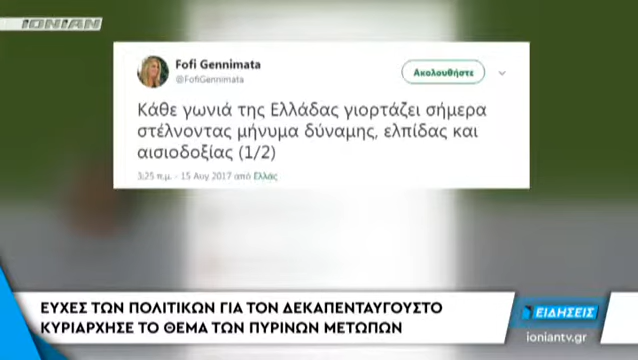 IONIAN
Fofi Gennimata
@FofiGennimata
Ακολουθήστε
Κάθε γωνιά της Ελλάδας γιορτάζει σήμερα
στέλνοντας μήνυμα δύναμης, ελπίδας και
αισιοδοξίας (1/2)
3:25 π.μ. - 15 Αυγ 2017 από Ελλάς
ΕΥΧΕΣ ΤΩΝ ΠΟΛΙΤΙΚΩΝ ΓΙΑ ΤΟΝ ΔΕΚΑΠΕΝΤΑΥΓΟΥΣΤΟ
ΚΥΡΙΑΡΧΗΣΕ ΤΟ ΘΕΜΑ ΤΩΝ ΠΥΡΙΝΩΝ ΜΕΤΩΠΩΝ
ΕΙΔΗΣΕΙΣ
ioniantv.gr